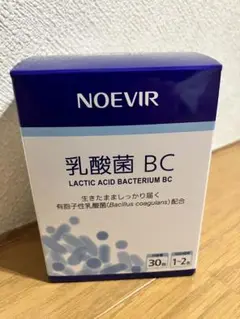 NOEVIR
乳酸菌 BC
LACTIC ACID BACTERIUM BC
生きたまましっかり届く
有胞子性乳酸菌(Bacillus coagulans)配合
30
1~2